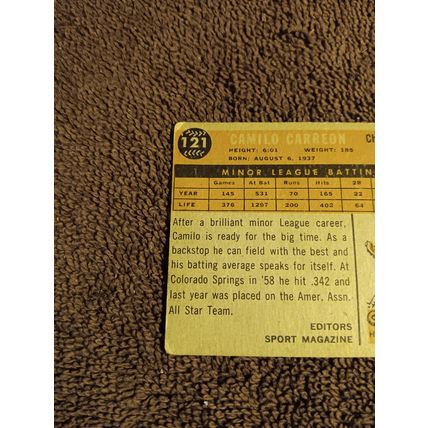 121
CAMILO CARREON
HEIGHT: 6:01 WEIGHT: 185
BORN: AUGUST 6, 1937
MINOR LEAGUE BATTIN
Games At Bat Runs Hits 2B
YEAR 145 531 70 165 22
LIFE 376 1297 200 402 64
After a brilliant minor League career,
Camilo is ready for the big time. As a
backstop he can field with the best and
his batting average speaks for itself. At
Colorado Springs in '58 he hit .342 and
last year was placed on the Amer. Assn.
All Star Team.
EDITORS
SPORT MAGAZINE